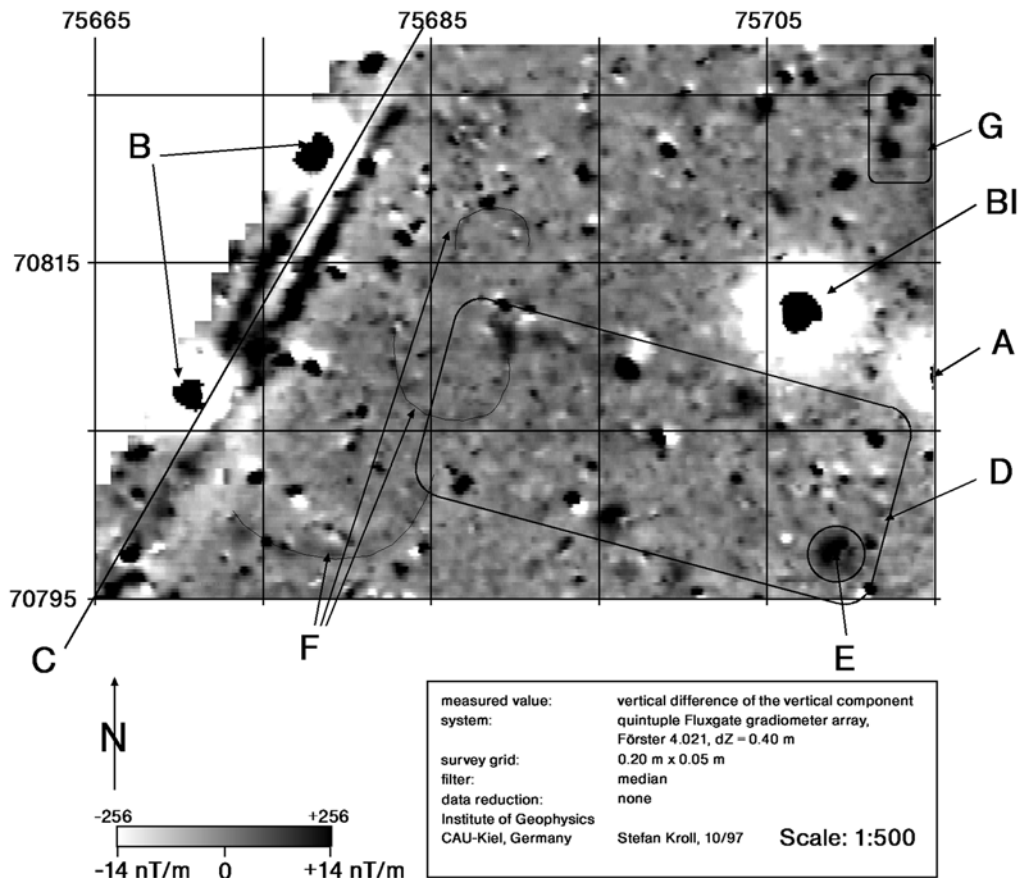 75665 75685 75705
B
G
BI
70815
A
D
70795
C
F
E
N
-256 +256
-14 nT/m 0 +14 nT/m
measured value: vertical difference of the vertical component
system: quintuple Fluxgate gradiometer array,
Förster 4.021, dZ = 0.40 m
survey grid: 0.20 m x 0.05 m
filter: median
data reduction: none
Institute of Geophysics
CAU-Kiel, Germany Stefan Kroll, 10/97 Scale: 1:500